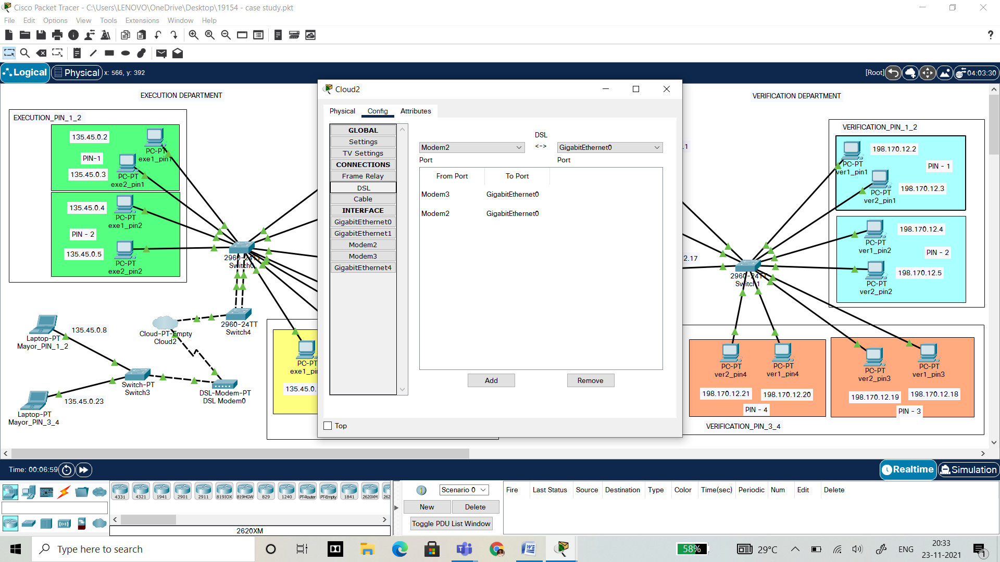 Cisco Packet Tracer - C:\Users\LENOVO\OneDrive\Desktop\19154 - case study.pkt
File Edit Options View Tools Extensions Window Help
?
Logical Physical x: 566, y: 392
[Root] 04:03:30
EXECUTION DEPARTMENT
EXECUTION_PIN_1_2
135.45.0.2
PC-PT
exe1_pin1
PIN-1
135.45.0.3
PC-PT
exe2_pin1
135.45.0.4
PC-PT
exe1_pin2
PIN - 2
135.45.0.5
PC-PT
exe2_pin2
2960-24TT
Switch0
2960-24TT
Switch4
Cloud-PT-Empty
Cloud2
135.45.0.8
Laptop-PT
Mayor_PIN_1_2
Switch-PT
Switch3
DSL-Modem-PT
DSL Modem0
135.45.0.23
Laptop-PT
Mayor_PIN_3_4
PC-PT
exe1_pi
135.45.0.
Cloud2
Physical Config Attributes
GLOBAL
Settings
TV Settings
CONNECTIONS
Frame Relay
DSL
Cable
INTERFACE
GigabitEthernet0
GigabitEthernet1
Modem2
Modem3
GigabitEthernet4
DSL
Modem2 <-> GigabitEthernet0
Port Port
From Port To Port
Modem3 GigabitEthernet0
Modem2 GigabitEthernet0
Add Remove
Top
VERIFICATION DEPARTMENT
.1
2.17
VERIFICATION_PIN_1_2
198.170.12.2
PC-PT
ver1_pin1
PIN - 1
198.170.12.3
PC-PT
ver2_pin1
198.170.12.4
PC-PT
ver1_pin2
PIN - 2
198.170.12.5
PC-PT
ver2_pin2
2960-24TT
Switch1
PC-PT
ver2_pin4
PC-PT
ver1_pin4
198.170.12.21
198.170.12.20
PIN - 4
PC-PT
ver2_pin3
PC-PT
ver1_pin3
198.170.12.19
198.170.12.18
PIN - 3
VERIFICATION_PIN_3_4
Time: 00:06:59
Realtime Simulation
4331 4321 1941 2901 2911 819IOX 819HGW 829 1240 PT-Router PT-Empty 1841 2620XM 262
2620XM
Scenario 0
New Delete
Toggle PDU List Window
Fire Last Status Source Destination Type Color Time(sec) Periodic Num Edit Delete
Type here to search
58%
29°C
ENG
20:33
23-11-2021
1